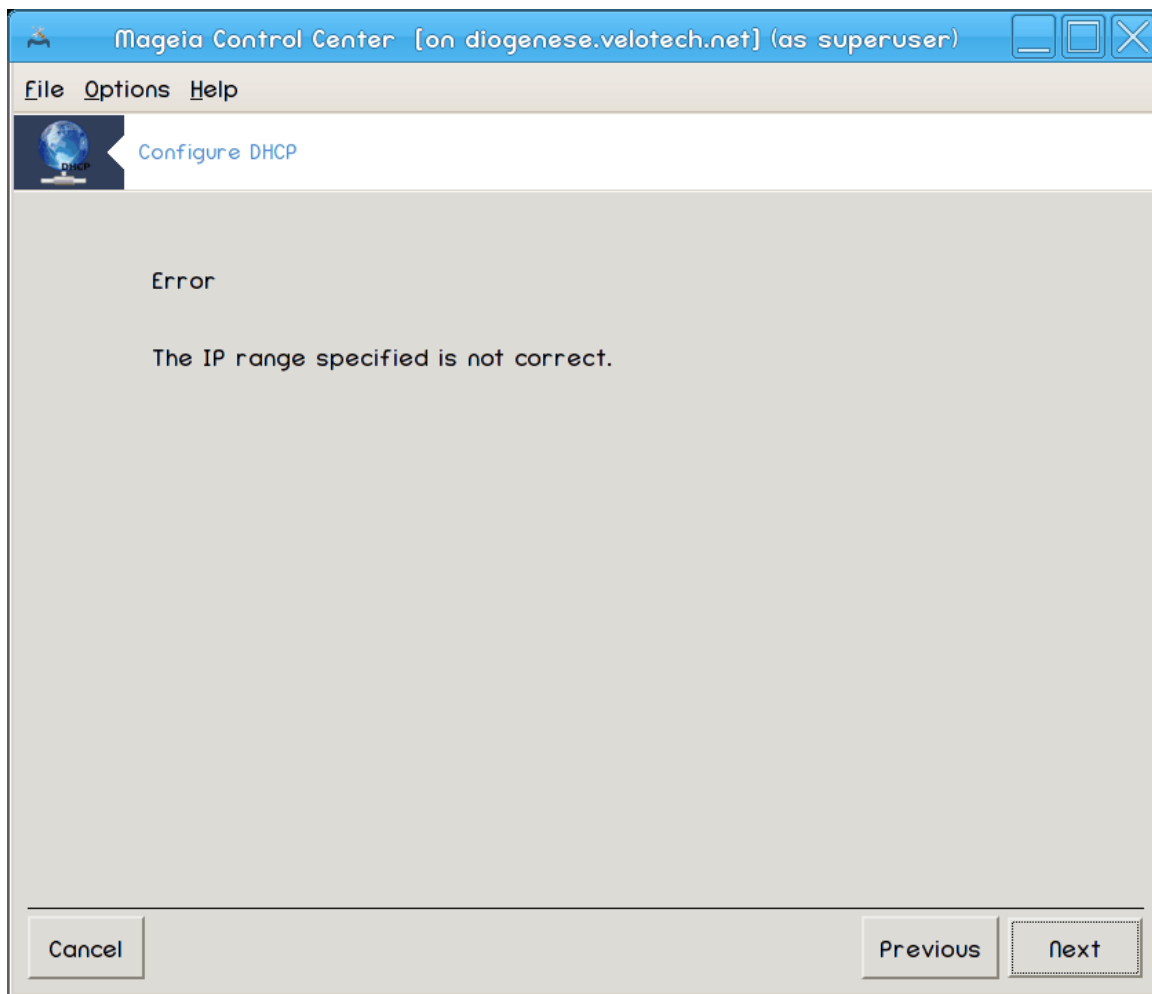 Mageia Control Center [on diogenese.velotech.net] (as superuser)
File Options Help
DHCP
Configure DHCP
Error
The IP range specified is not correct.
Cancel
Previous
Next